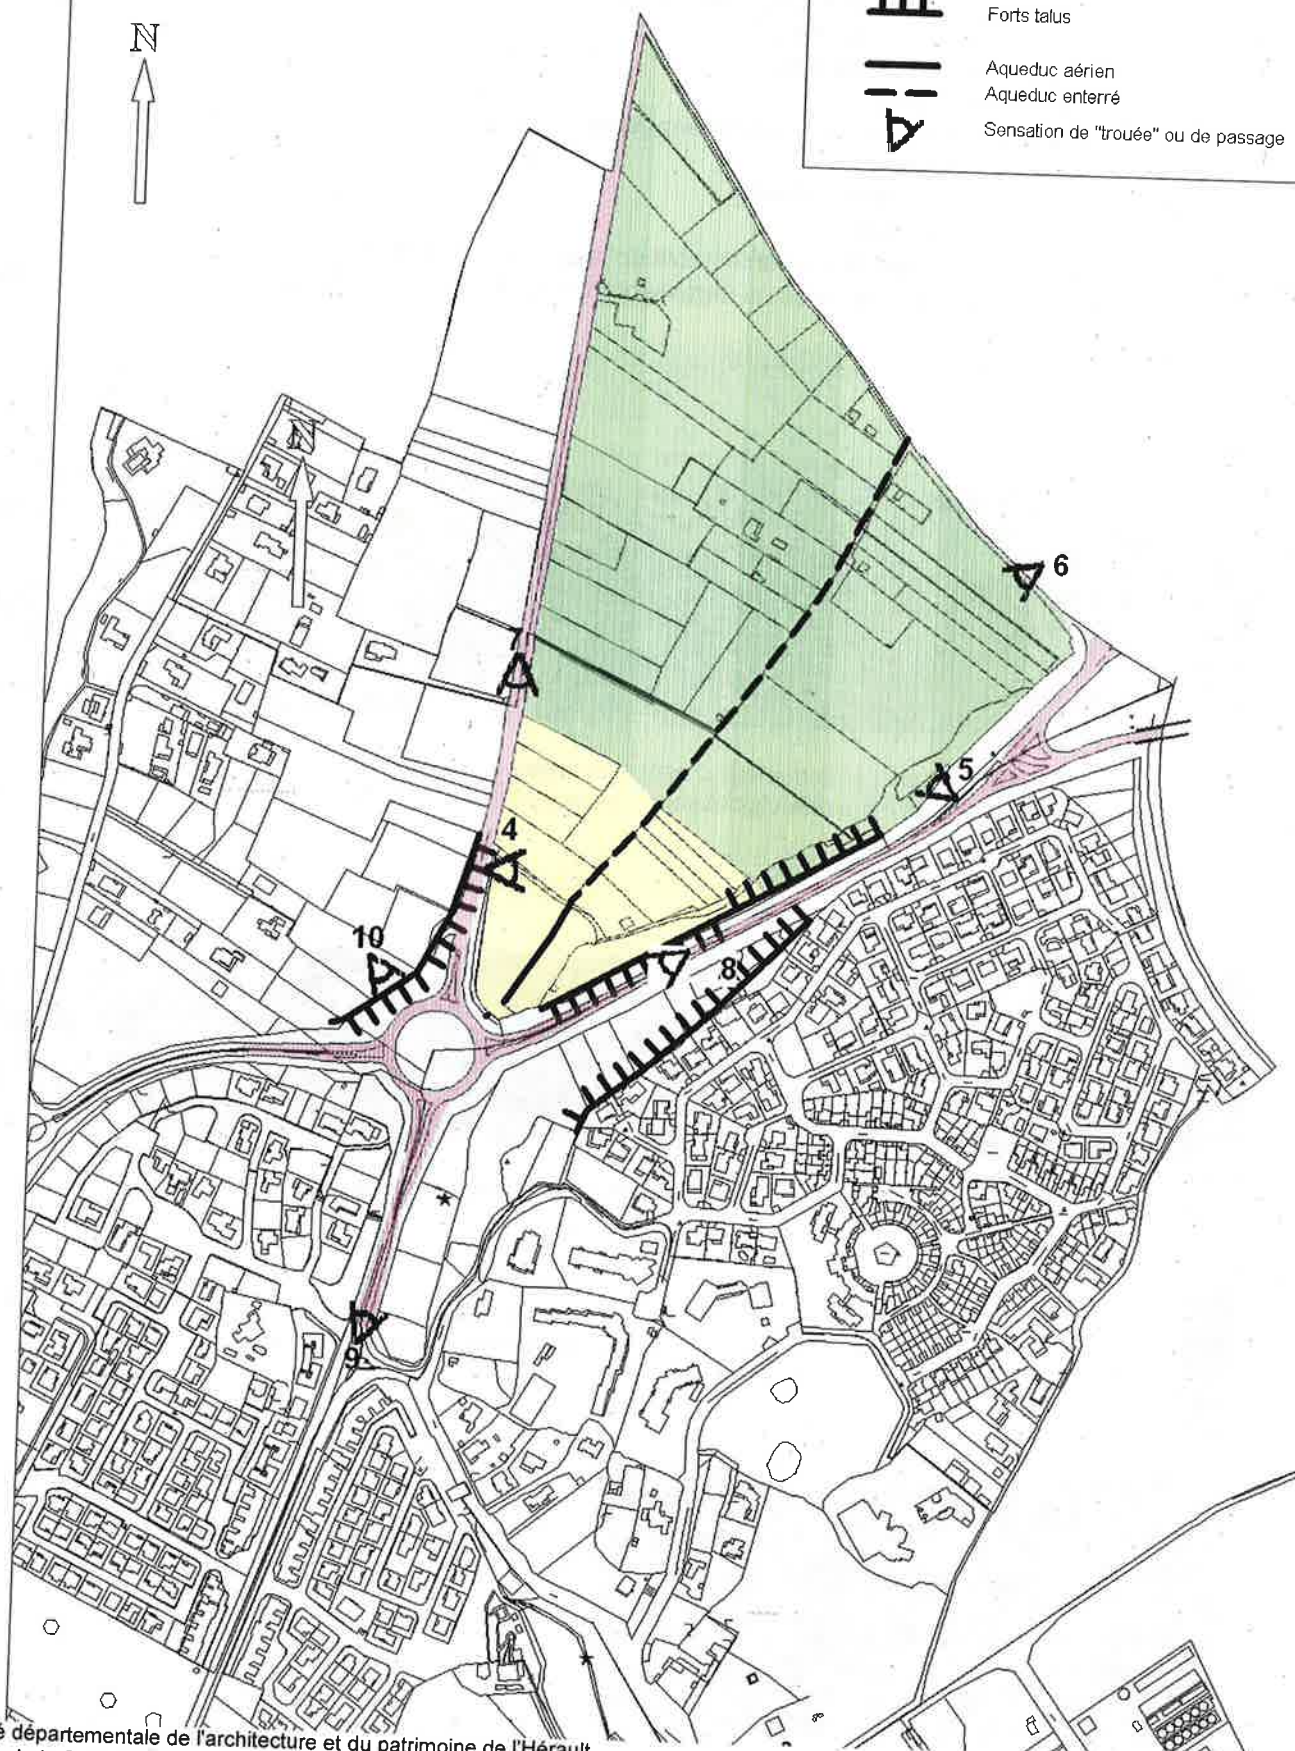 Forts talus
N
Aqueduc aérien
Aqueduc enterré
Sensation de "trouée" ou de passage
N
6
7
5
4
10
8
9
départementale de l'architecture et du patrimoine de l'Hérault